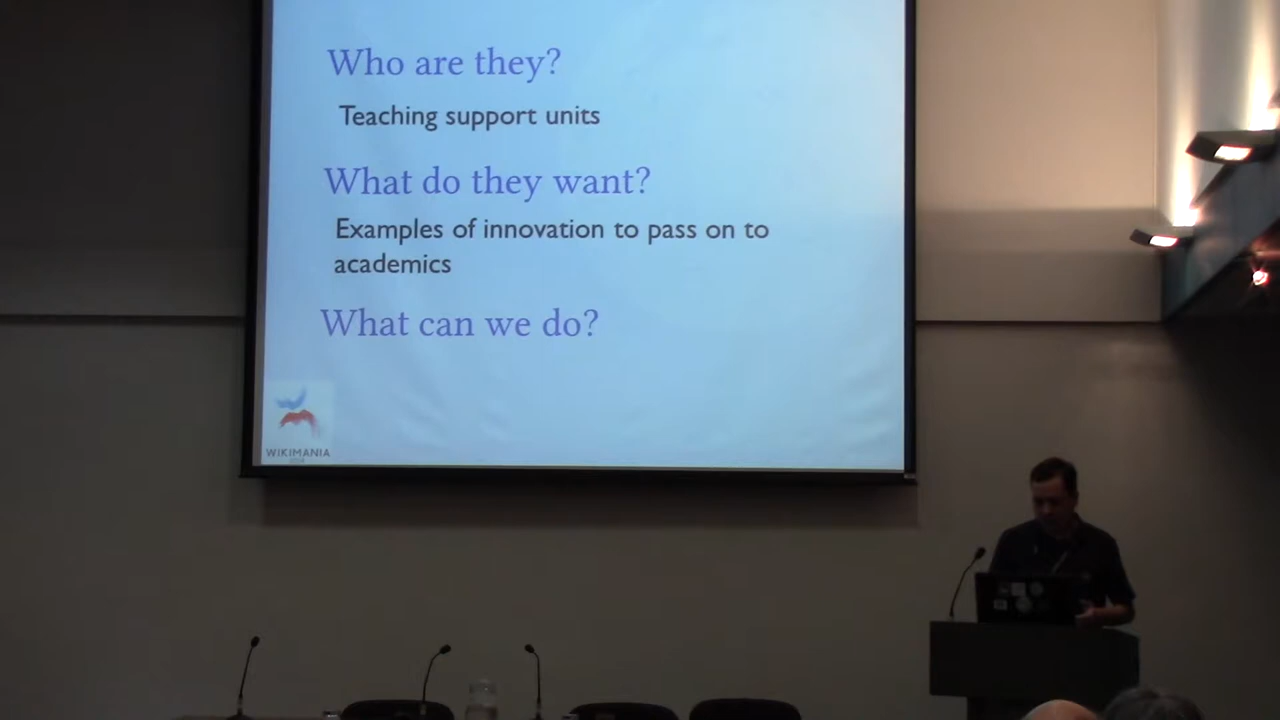 Who are they?
Teaching support units
What do they want?
Examples of innovation to pass on to
academics
What can we do?
WIKIMANIA